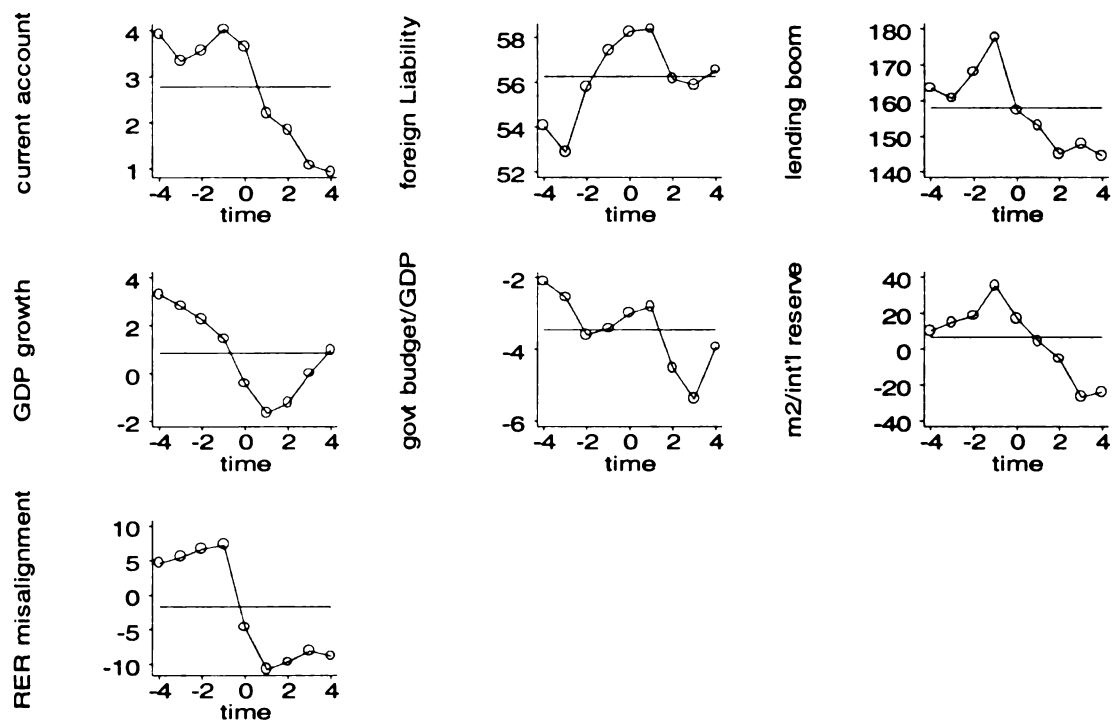 current account
4
3
2
1
-4 -2 0 2 4
time
foreign Liability
58
56
54
52
-4 -2 0 2 4
time
lending boom
180
170
160
150
140
-4 -2 0 2 4
time
GDP growth
4
2
0
-2
-4 -2 0 2 4
time
govt budget/GDP
-2
-4
-6
-4 -2 0 2 4
time
m2/int'l reserve
40
20
0
-20
-40
-4 -2 0 2 4
time
RER misalignment
10
5
0
-5
-10
-4 -2 0 2 4
time